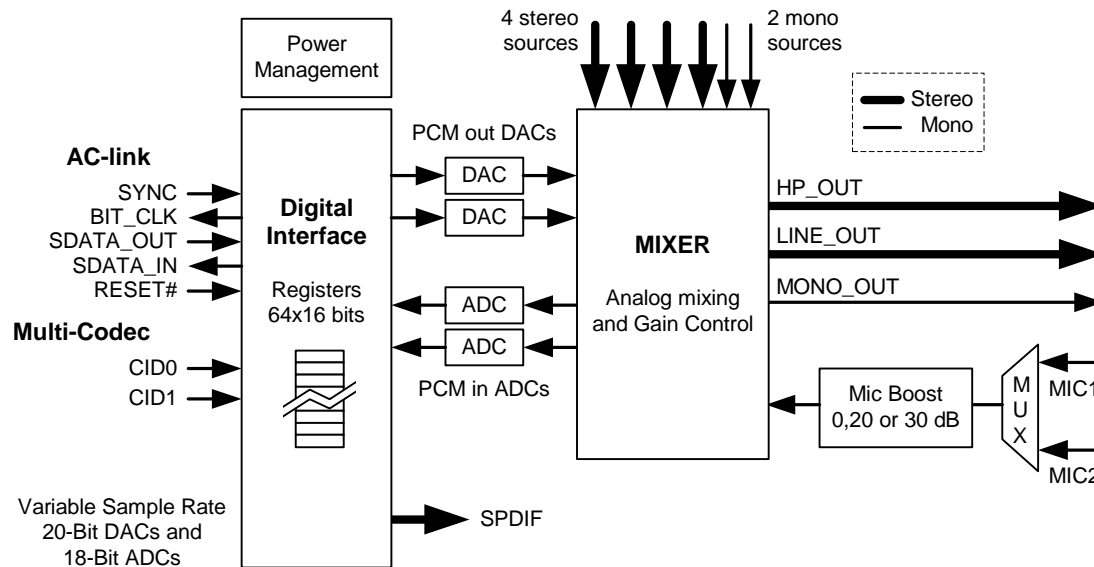 Power
Management
4 stereo
sources
2 mono
sources
Stereo
Mono
AC-link
SYNC
BIT_CLK
SDATA_OUT
SDATA_IN
RESET#
Multi-Codec
CID0
CID1
Digital
Interface
Registers
64x16 bits
PCM out DACs
DAC
DAC
ADC
ADC
PCM in ADCs
MIXER
Analog mixing
and Gain Control
HP_OUT
LINE_OUT
MONO_OUT
Mic Boost
0,20 or 30 dB
M
U
X
MIC1
MIC2
Variable Sample Rate
20-Bit DACs and
18-Bit ADCs
SPDIF